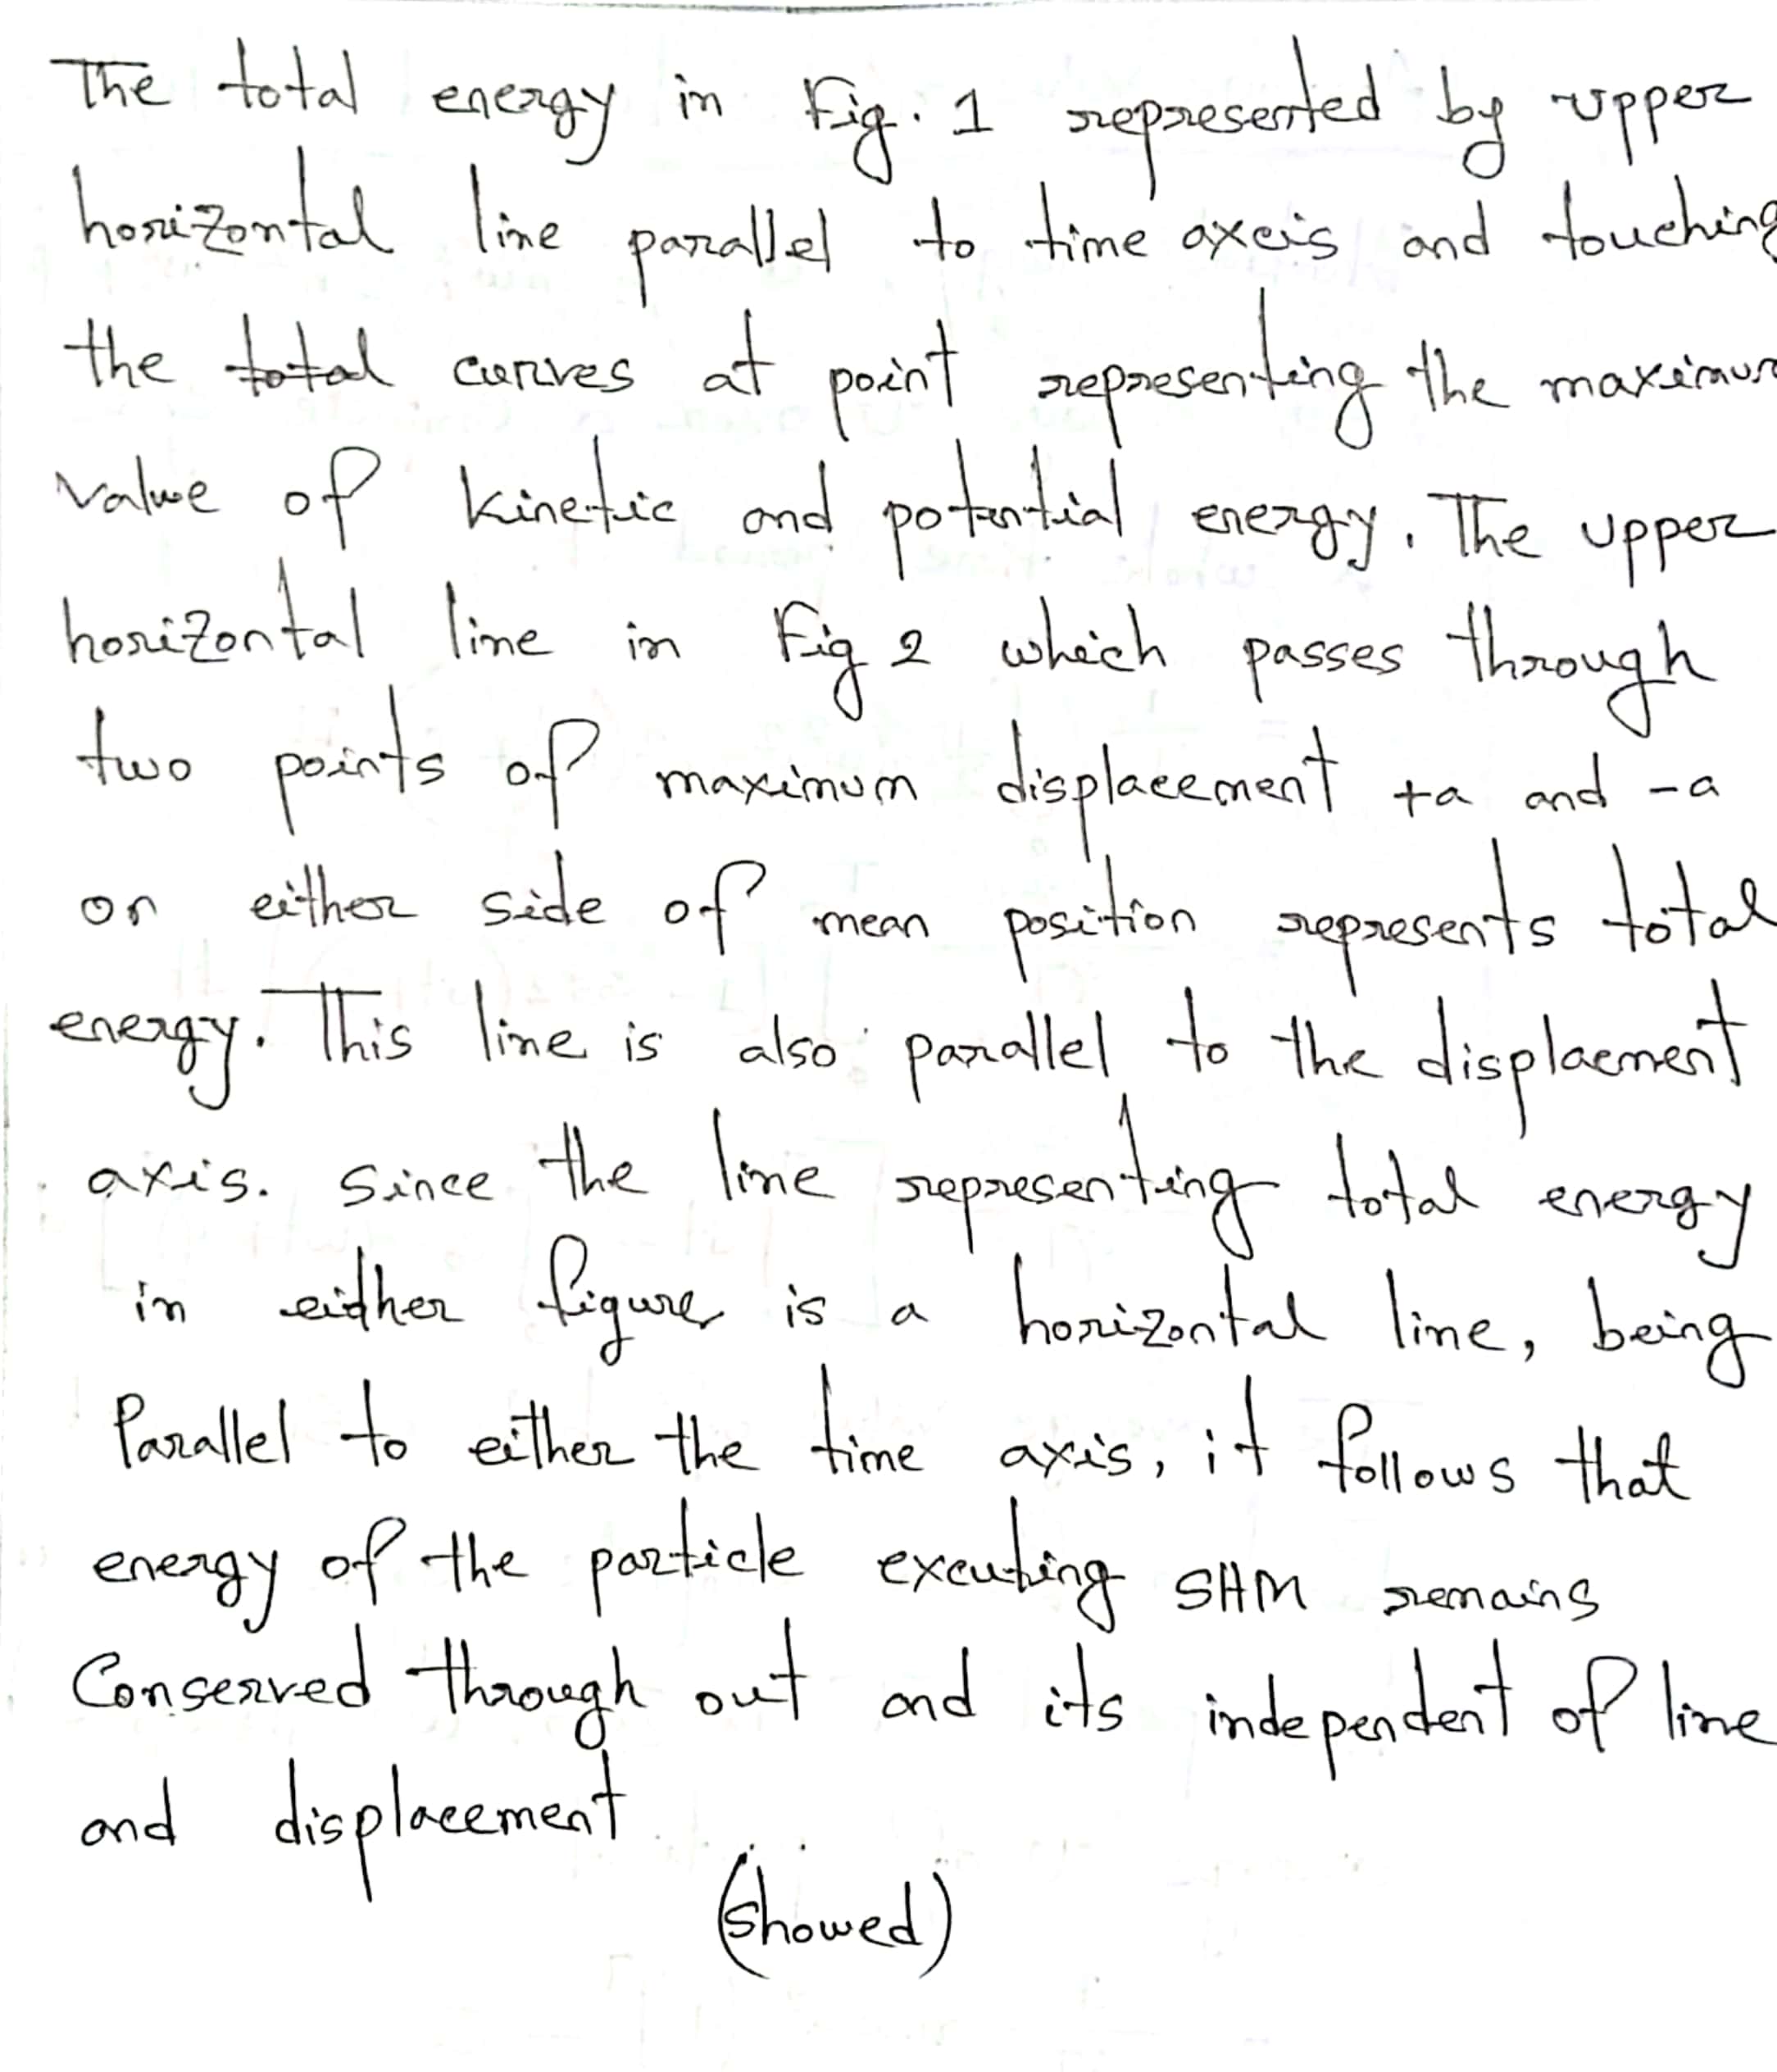 The total energy in Fig. 1 represented by upper
horizontal line parallel to time axeis and touching
the total curves at point representing the maximum
value of kinetic and potential energy. The upper
horizontal line in Fig 2 which passes through
two points of maximum displacement +a and -a
on either side of mean position represents total
energy. This line is also parallel to the displaement
axis. Since the line representing total energy
in eidher figure is a horizontal line, being
Parallel to either the time axis, it follows that
energy of the particle excuting SHM remains
Conserved through out and its independent of line
and displacement
(Showed)